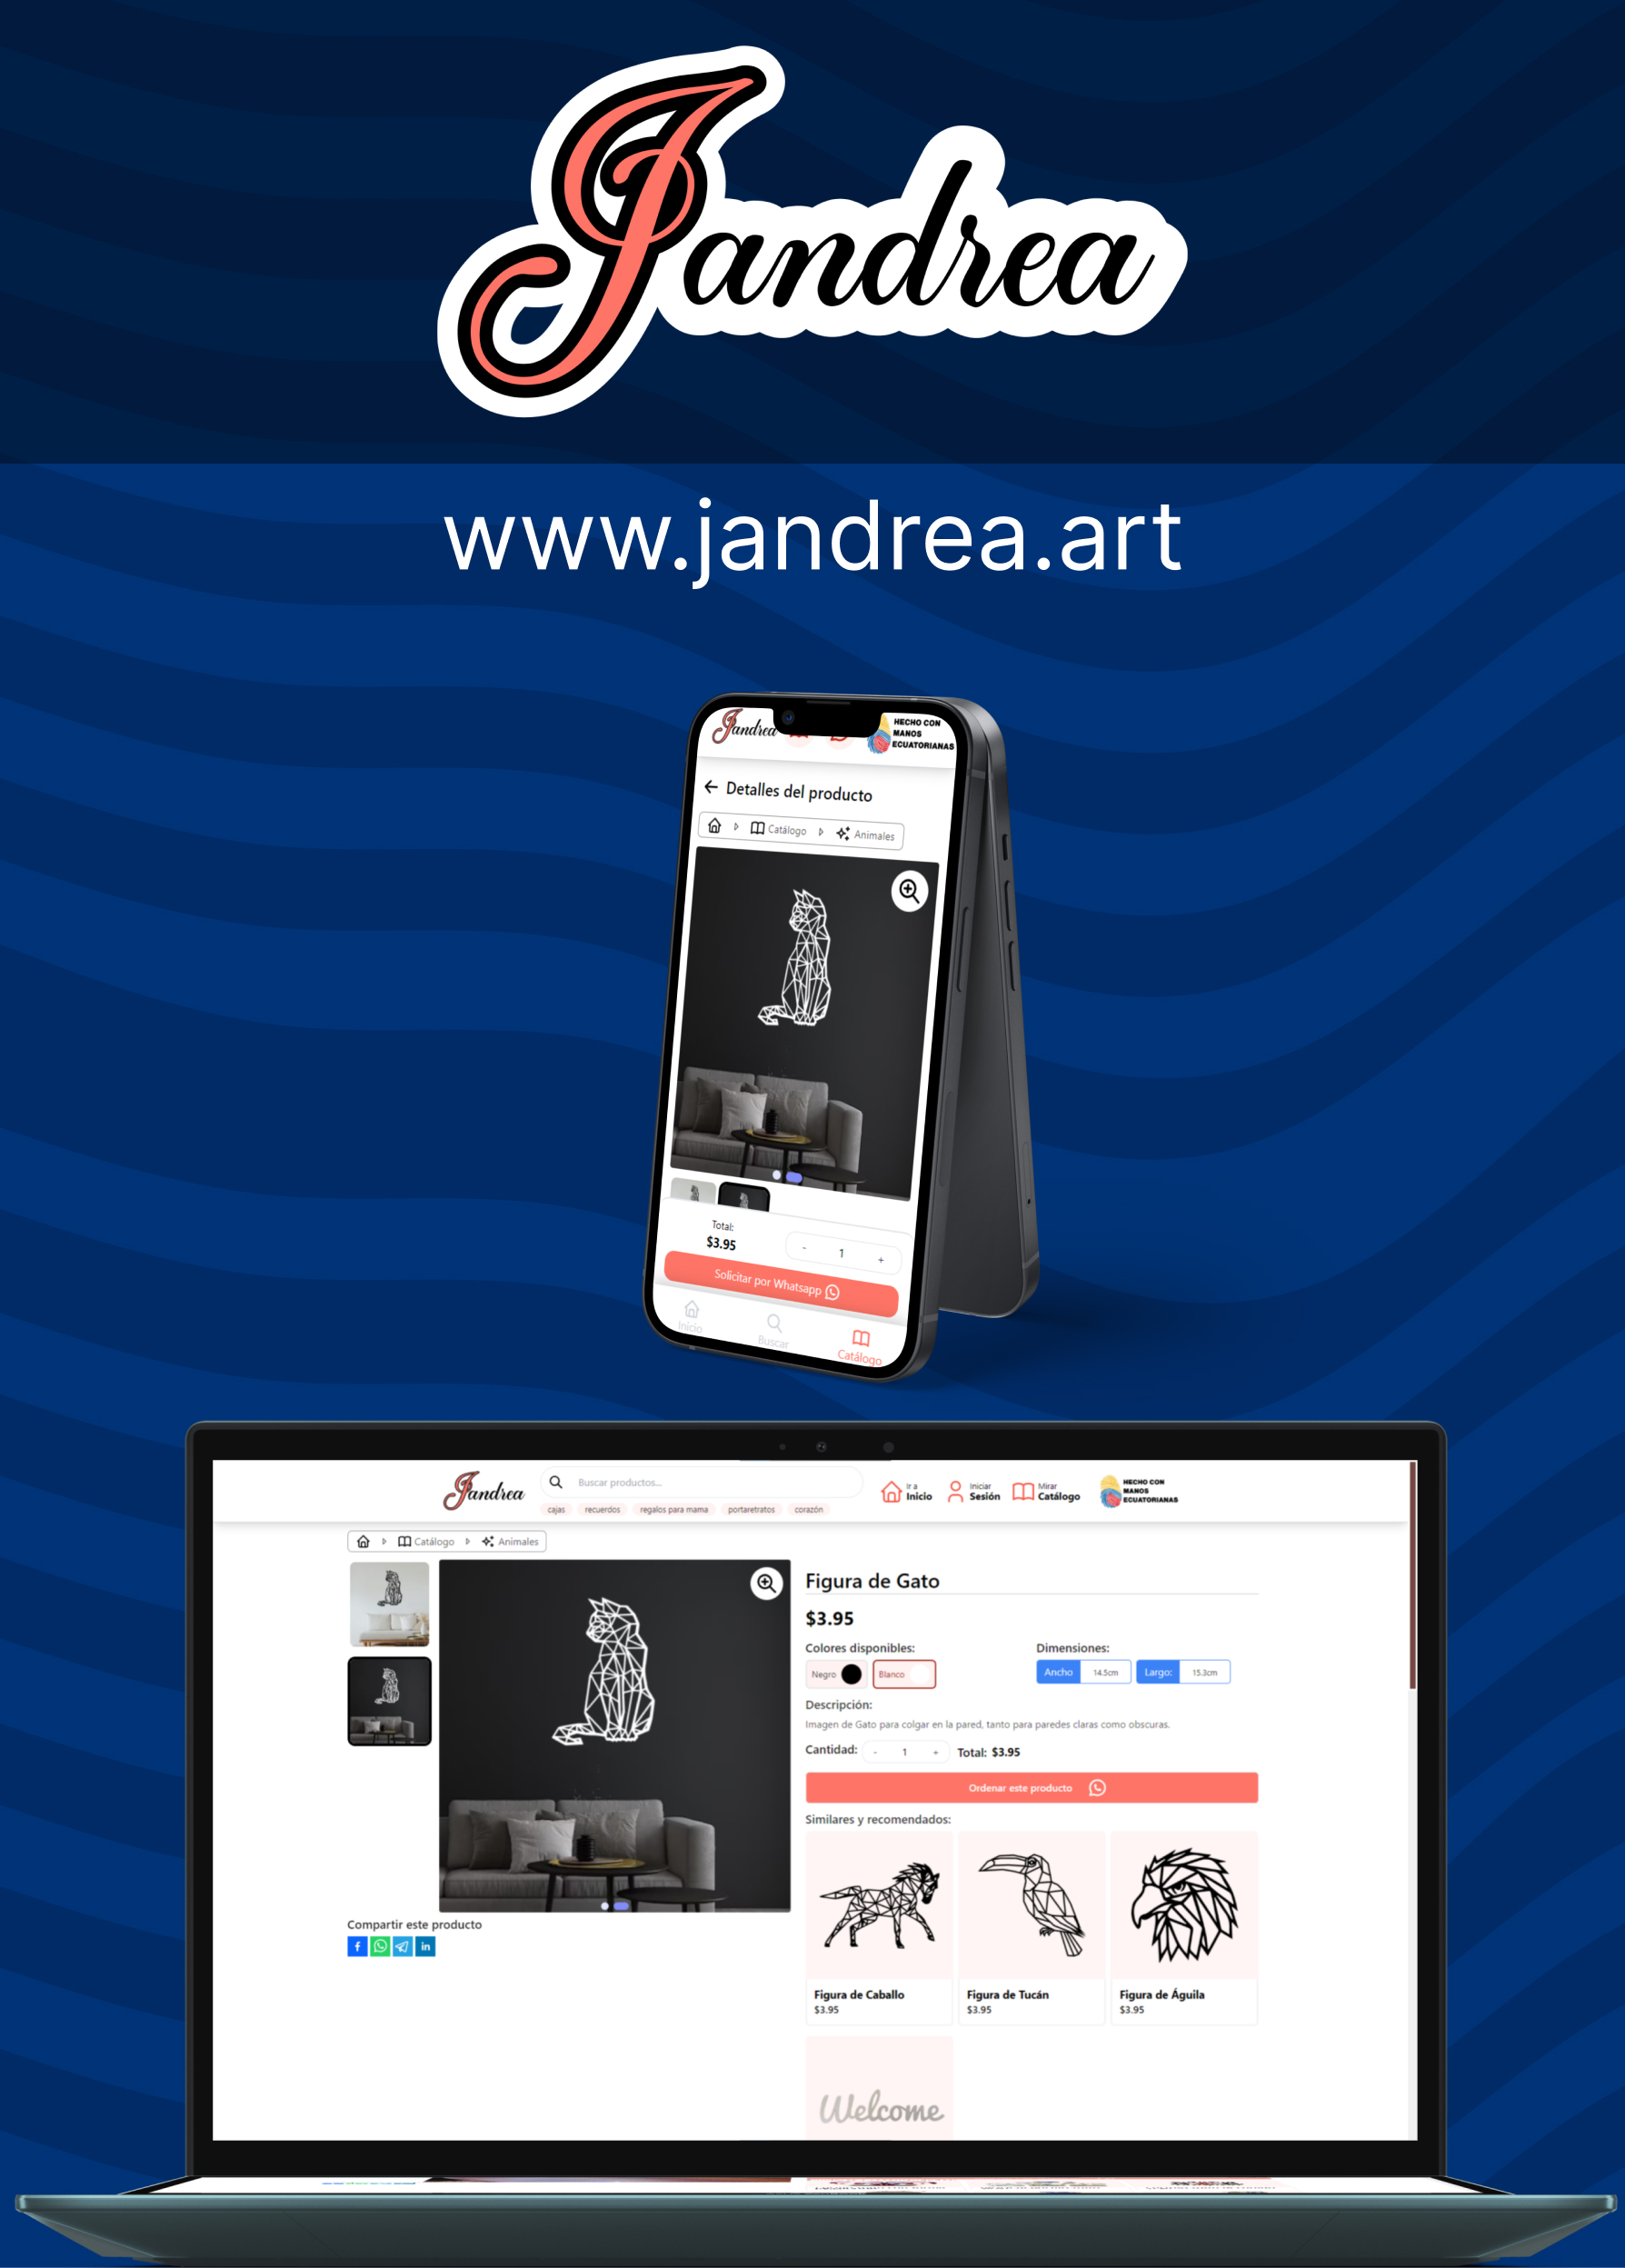 Jandrea
www.jandrea.art
Jandrea
HECHO CON
MANOS
ECUATORIANAS
Detalles del producto
Catálogo
Animales
Total:
$3.95
- 1 +
Solicitar por Whatsapp
Inicio
Buscar
Catálogo
Jandrea
Buscar productos...
cajas recuerdos regalos para mama portaretratos corazón
Ir a
Inicio
Iniciar
Sesión
Mirar
Catálogo
HECHO CON
MANOS
ECUATORIANAS
Catálogo
Animales
Figura de Gato
$3.95
Colores disponibles:
Negro
Blanco
Dimensiones:
Ancho 14.5cm
Largo: 15.3cm
Descripción:
Imagen de Gato para colgar en la pared, tanto para paredes claras como obscuras.
Cantidad: - 1 + Total: $3.95
Ordenar este producto
Similares y recomendados:
Figura de Caballo
$3.95
Figura de Tucán
$3.95
Figura de Águila
$3.95
Welcome
Compartir este producto